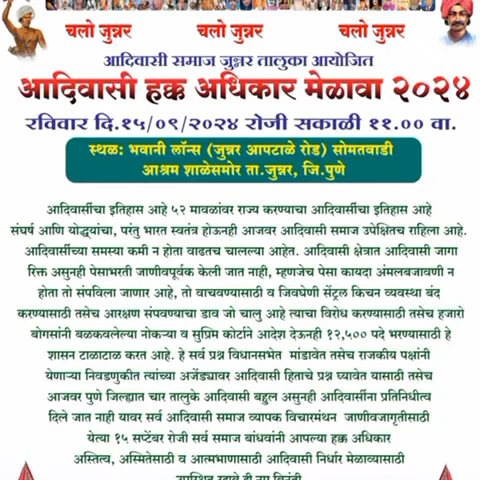 चलो जुन्नर चलो जुन्नर चलो जुन्नर
आदिवासी समाज जुन्नर तालुका आयोजित
आदिवासी हक्क अधिकार मेळावा २०२४
रविवार दि.१५/०९/२०२४ रोजी सकाळी ११.०० वा.
स्थळ: भवानी लॉन्स (जुन्नर आपटाळे रोड) सोमतवाडी
आश्रम शाळेसमोर ता.जुन्नर, जि.पुणे
आदिवासींचा इतिहास आहे ५२ मावळांवर राज्य करण्याचा आदिवासींचा इतिहास आहे
संघर्ष आणि योद्ध्यांचा, परंतु भारत स्वतंत्र होऊनही आजवर आदिवासी समाज उपेक्षितच राहिला आहे.
आदिवासींच्या समस्या कमी न होता वाढतच चालल्या आहेत. आदिवासी क्षेत्रात आदिवासी जागा
रिक्त असुनही पेसाभरती जाणीवपूर्वक केली जात नाही, म्हणजेच पेसा कायदा अंमलबजावणी न
होता तो संपविला जाणार आहे, तो वाचवण्यासाठी व जिवघेणी सेंट्रल किचन व्यवस्था बंद
करण्यासाठी तसेच आरक्षण संपवण्याचा डाव जो चालु आहे त्याचा विरोध करण्यासाठी तसेच हजारो
बोगसांनी बळकवलेल्या नोकऱ्या व सुप्रिम कोर्टाने आदेश देऊनही १२,५०० पदे भरण्यासाठी हे
शासन टाळाटाळ करत आहे. हे सर्व प्रश्न विधानसभेत मांडावेत तसेच राजकीय पक्षांनी
येणाऱ्या निवडणुकीत त्यांच्या अजेंड्यावर आदिवासी हिताचे प्रश्न घ्यावेत यासाठी तसेच
आजवर पुणे जिल्ह्यात चार तालुके आदिवासी बहुल असुनही आदिवासींना प्रतिनिधीत्व
दिले जात नाही यावर सर्व आदिवासी समाज व्यापक विचारमंथन जाणीवजागृतीसाठी
येत्या १५ सप्टेंबर रोजी सर्व समाज बांधवांनी आपल्या हक्क अधिकार
अस्तित्व, अस्मितेसाठी व आत्मभाणासाठी आदिवासी निर्धार मेळाव्यासाठी
उपस्थित रहावे ही नम्र विनंती